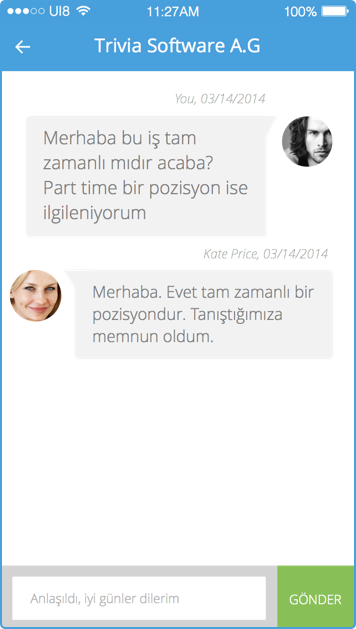 UI8 11:27AM 100%
Trivia Software A.G
You, 03/14/2014
Merhaba bu iş tam
zamanlı mıdır acaba?
Part time bir pozisyon ise
ilgileniyorum
Kate Price, 03/14/2014
Merhaba. Evet tam zamanlı bir
pozisyondur. Tanıştığımıza
memnun oldum.
Anlaşıldı, iyi günler dilerim
GÖNDER